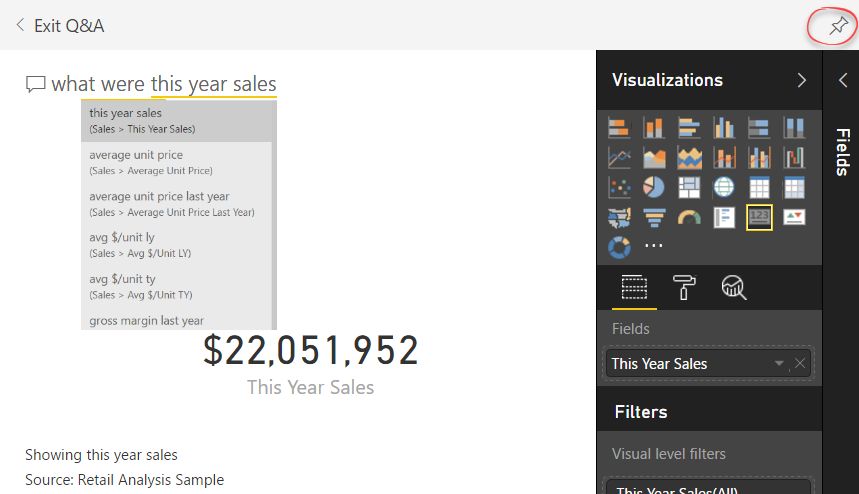 Exit Q&A
what were this year sales
this year sales
(Sales > This Year Sales)
average unit price
(Sales > Average Unit Price)
average unit price last year
(Sales > Average Unit Price Last Year)
avg $/unit ly
(Sales > Avg $/Unit LY)
avg $/unit ty
(Sales > Avg $/Unit TY)
gross margin last year
$22,051,952
This Year Sales
Showing this year sales
Source: Retail Analysis Sample
Visualizations
123
Fields
This Year Sales
Filters
Visual level filters
This Year Sales(All)
Fields